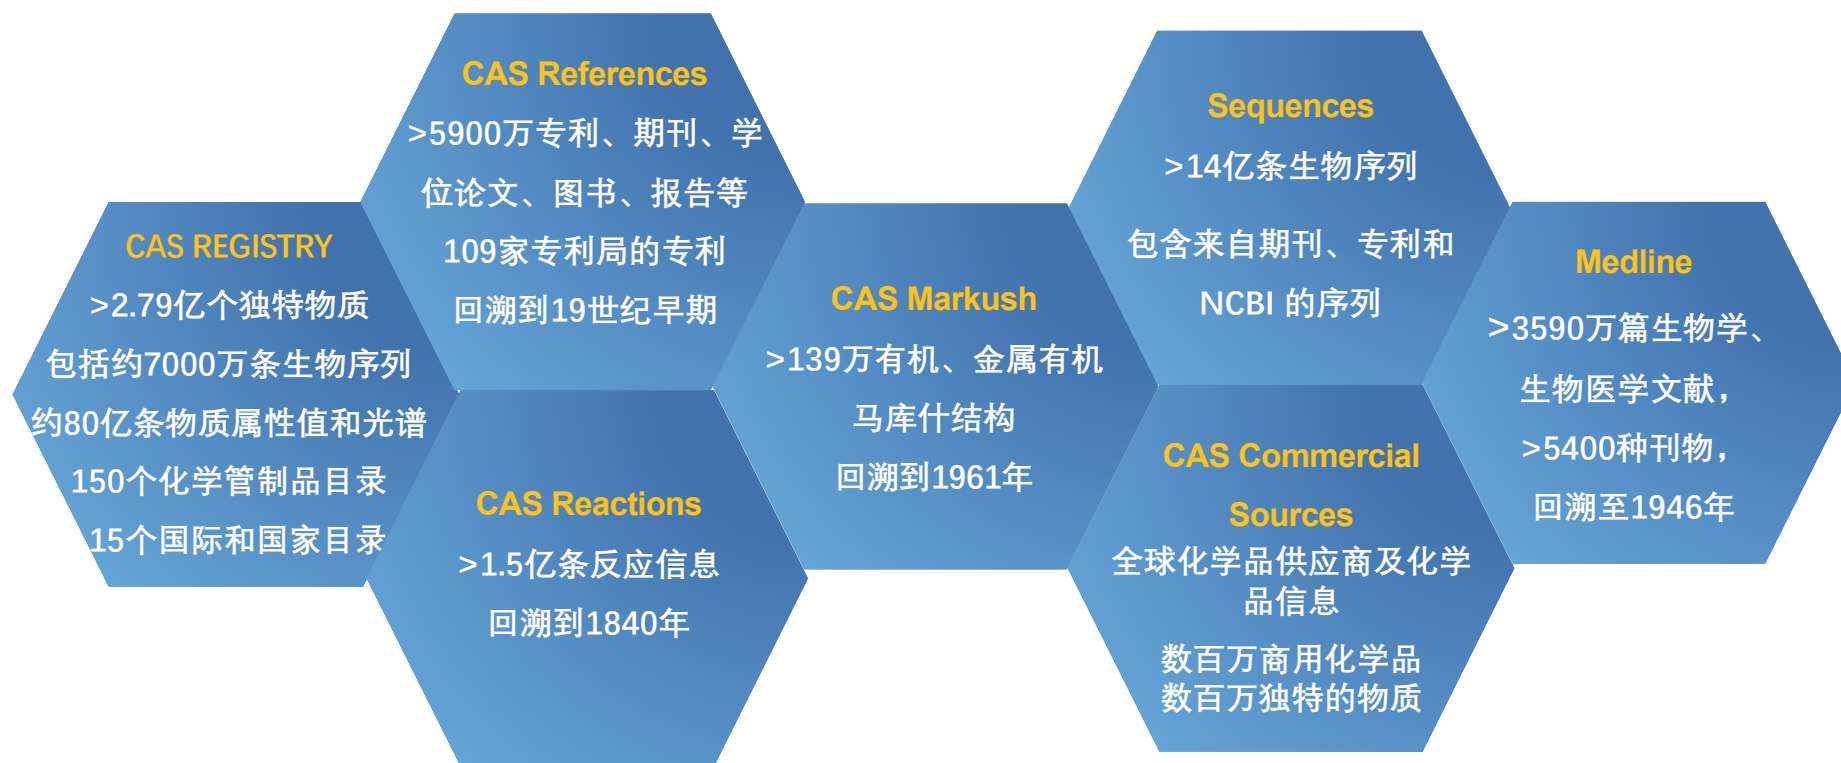 CAS REGISTRY
>2.79亿个独特物质
包括约7000万条生物序列
约80亿条物质属性值和光谱
150个化学管制品目录
15个国际和国家目录
CAS References
>5900万专利、期刊、学
位论文、图书、报告等
109家专利局的专利
回溯到19世纪早期
CAS Reactions
>1.5亿条反应信息
回溯到1840年
CAS Markush
>139万有机、金属有机
马库什结构
回溯到1961年
Sequences
>14亿条生物序列
包含来自期刊、专利和
NCBI 的序列
CAS Commercial
Sources
全球化学品供应商及化学
品信息
数百万商用化学品
数百万独特的物质
Medline
>3590万篇生物学、
生物医学文献，
>5400种刊物，
回溯至1946年